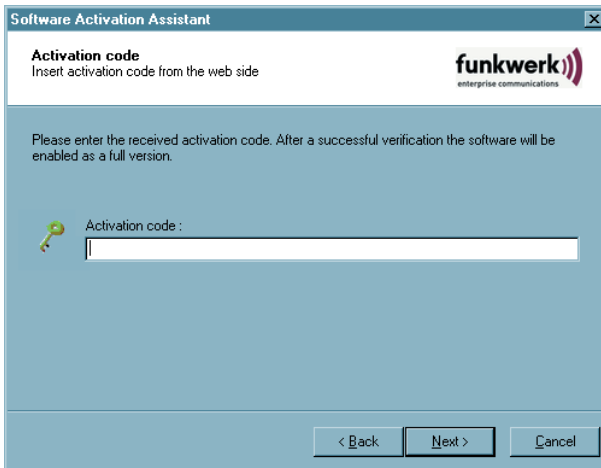 Software Activation Assistant
Activation code
Insert activation code from the web side
funkwerk
enterprise communications
Please enter the received activation code. After a successful verification the software will be
enabled as a full version.
Activation code :
< Back
Next >
Cancel